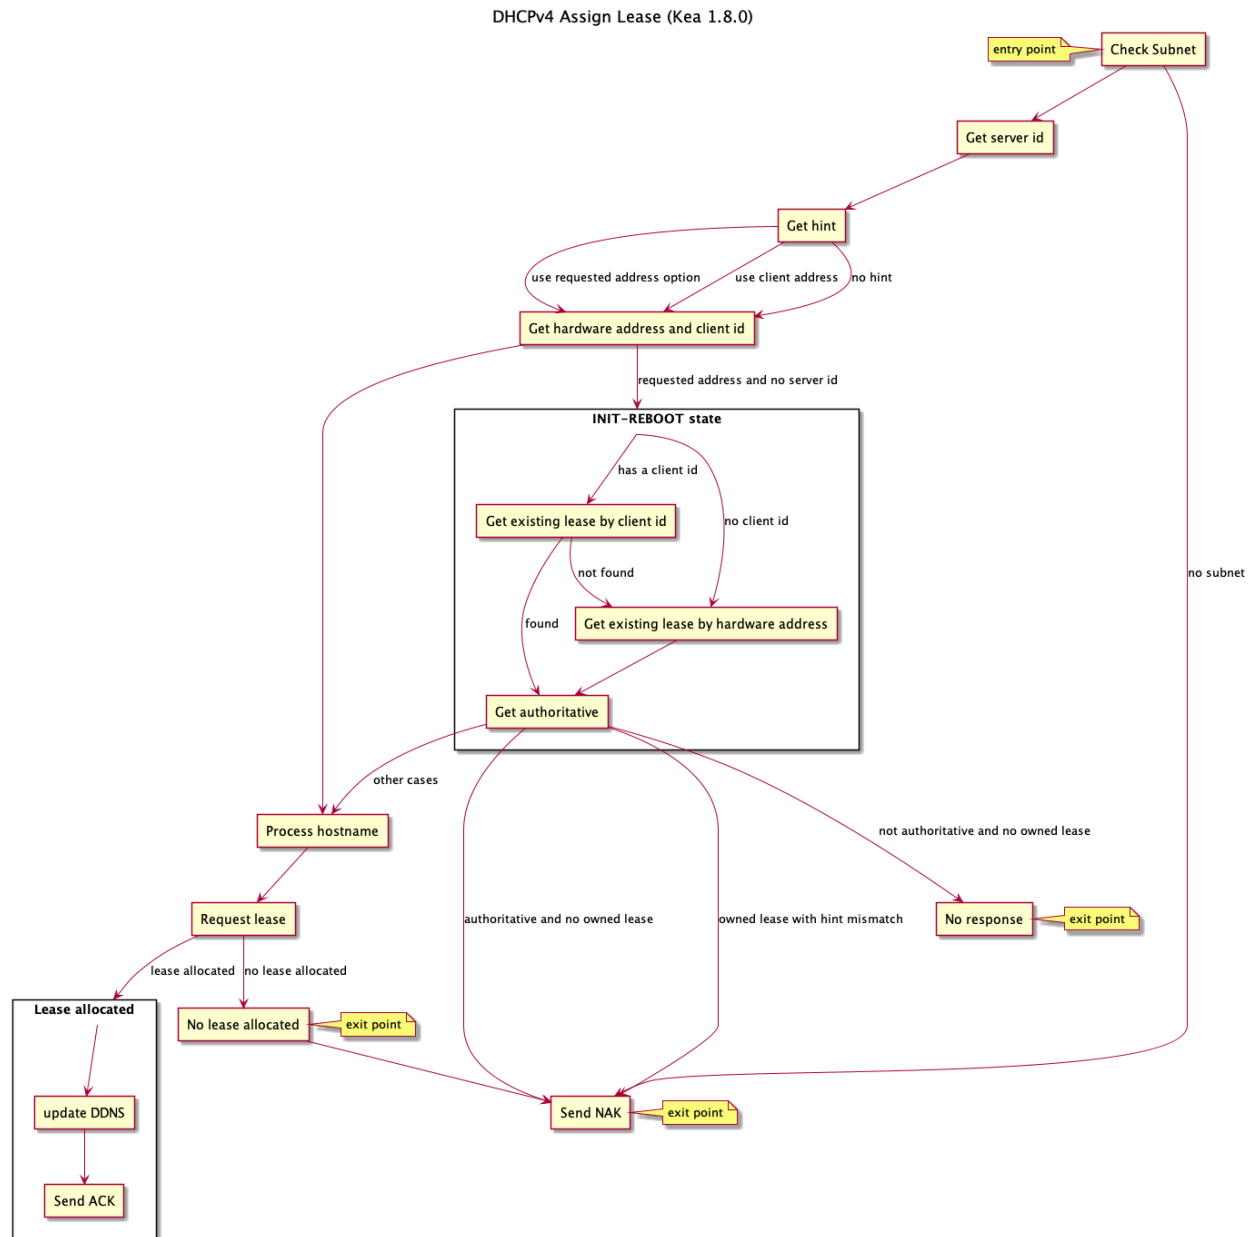 DHCPv4 Assign Lease (Kea 1.8.0)
entry point
Check Subnet
Get server id
Get hint
use requested address option
use client address
no hint
Get hardware address and client id
requested address and no server id
INIT-REBOOT state
has a client id
Get existing lease by client id
no client id
not found
no subnet
found
Get existing lease by hardware address
Get authoritative
other cases
Process hostname
not authoritative and no owned lease
Request lease
authoritative and no owned lease
owned lease with hint mismatch
No response
exit point
lease allocated
no lease allocated
Lease allocated
No lease allocated
exit point
update DDNS
Send NAK
exit point
Send ACK